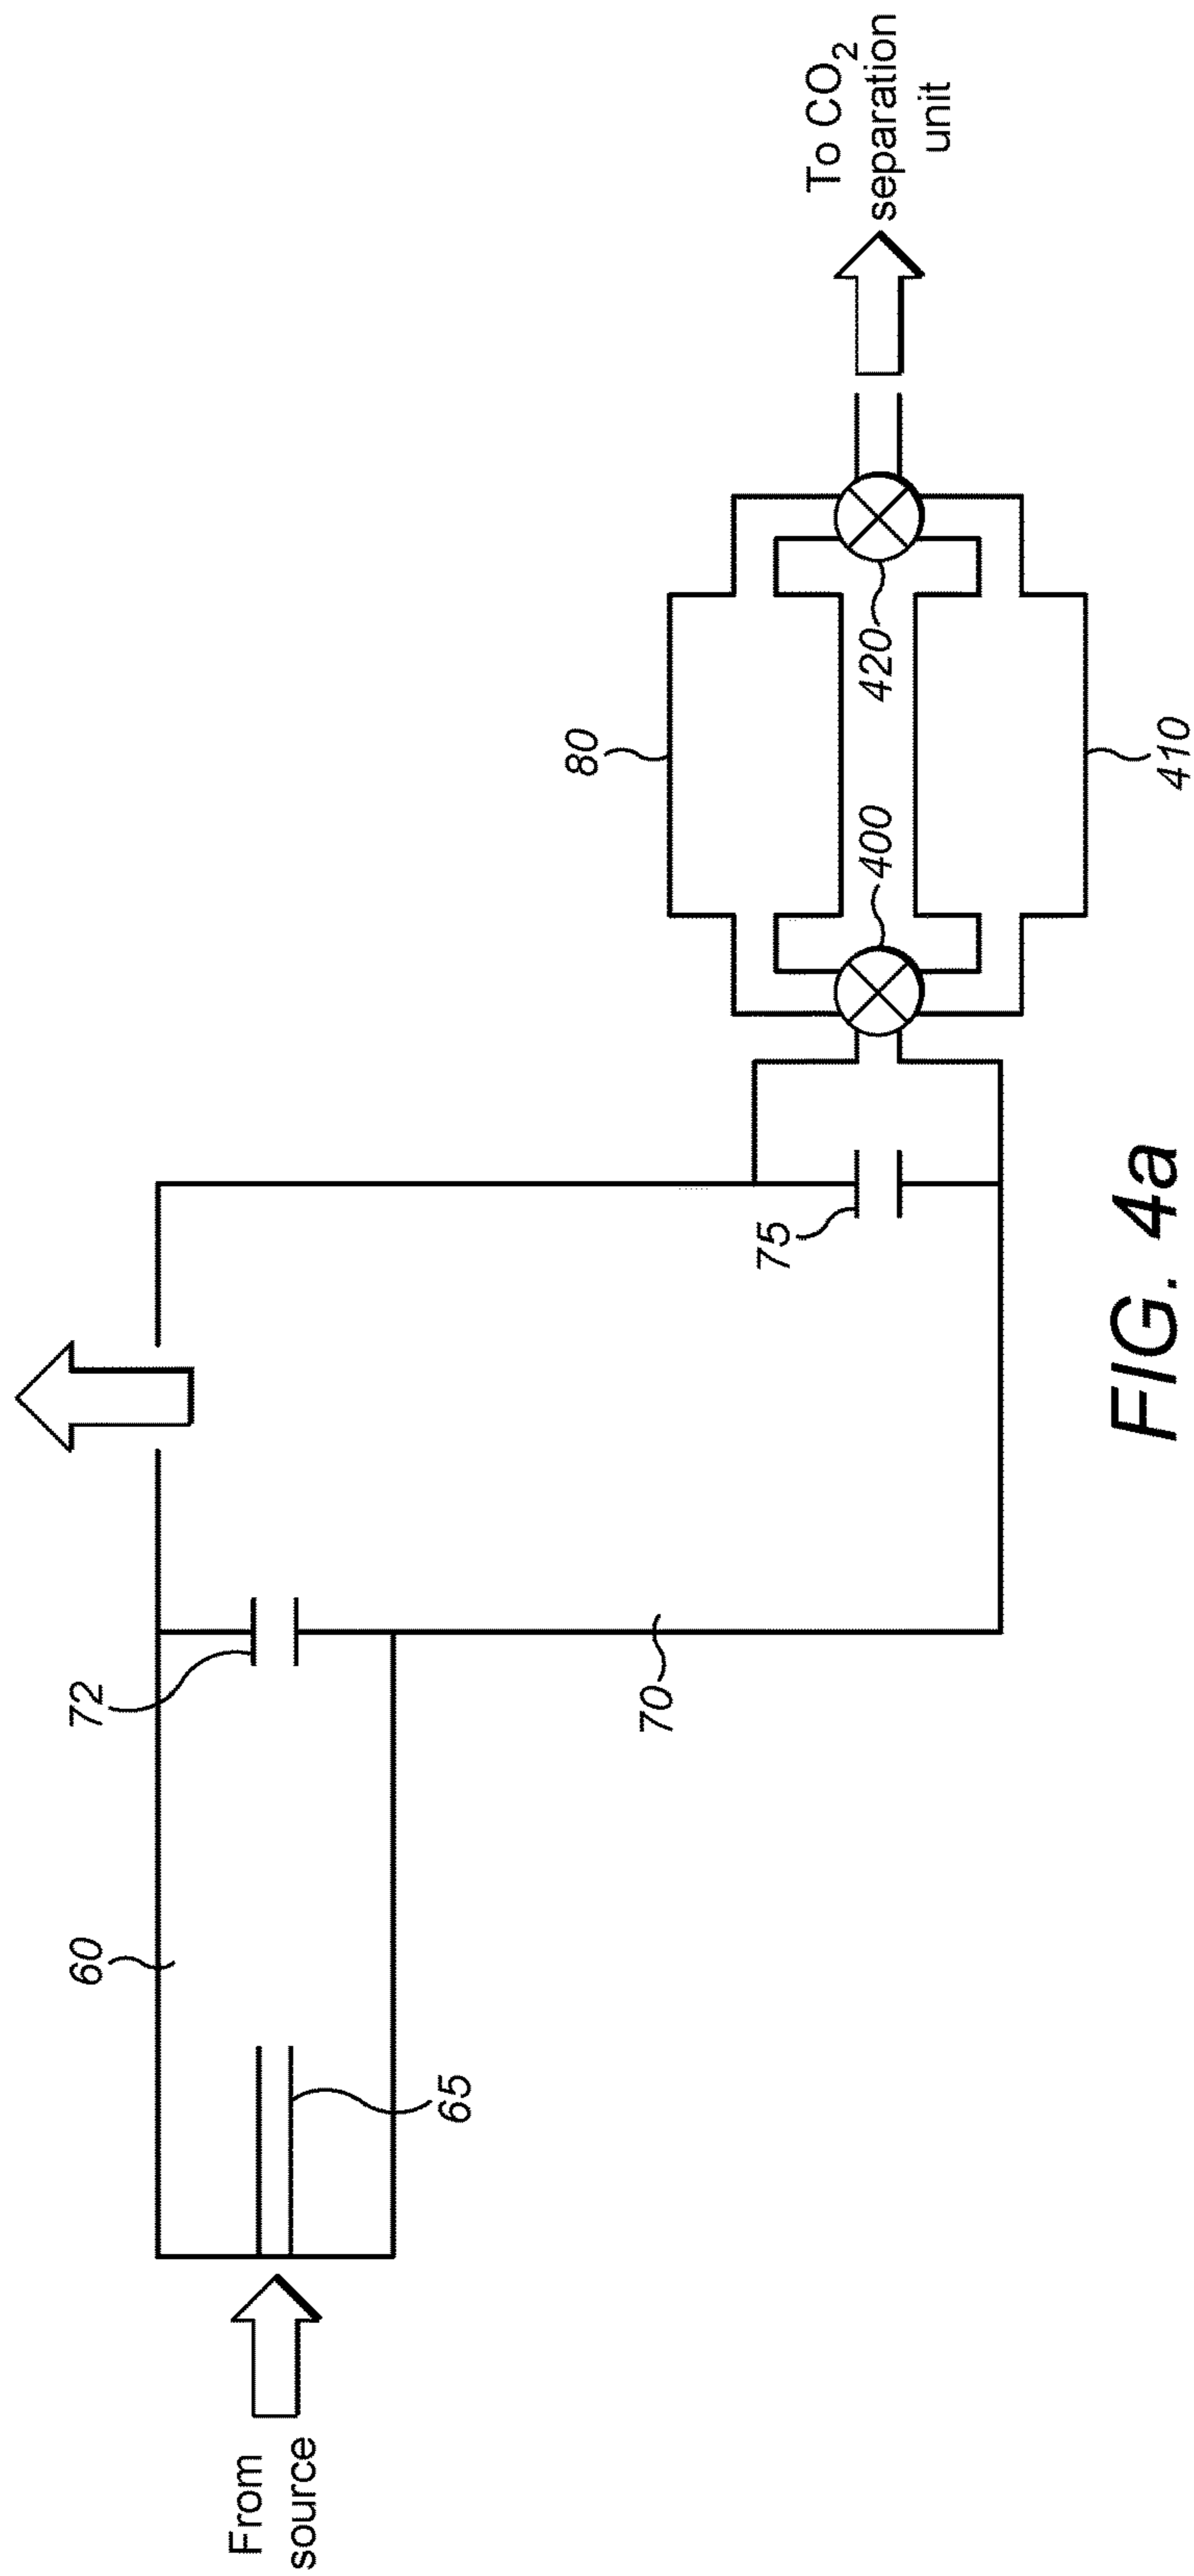 From
source
65
60
72
70
75
80
400
420
410
To CO₂
separation
unit
FIG. 4a